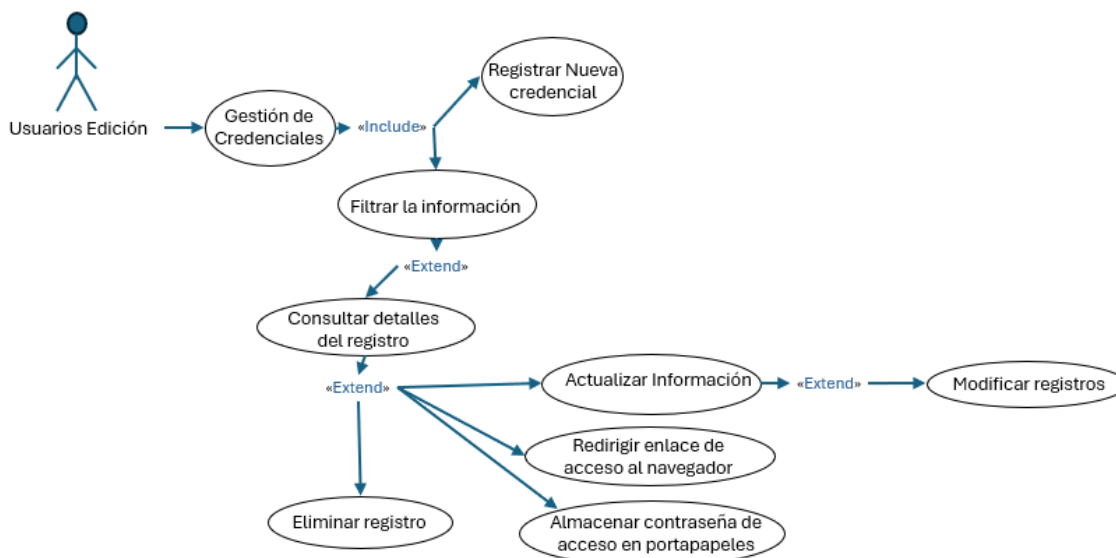 Registrar Nueva
credencial
Usuarios Edición
Gestión de
Credenciales
«Include»
Filtrar la información
«Extend»
Consultar detalles
del registro
«Extend»
Actualizar Información
«Extend»
Modificar registros
Redirigir enlace de
acceso al navegador
Eliminar registro
Almacenar contraseña de
acceso en portapapeles